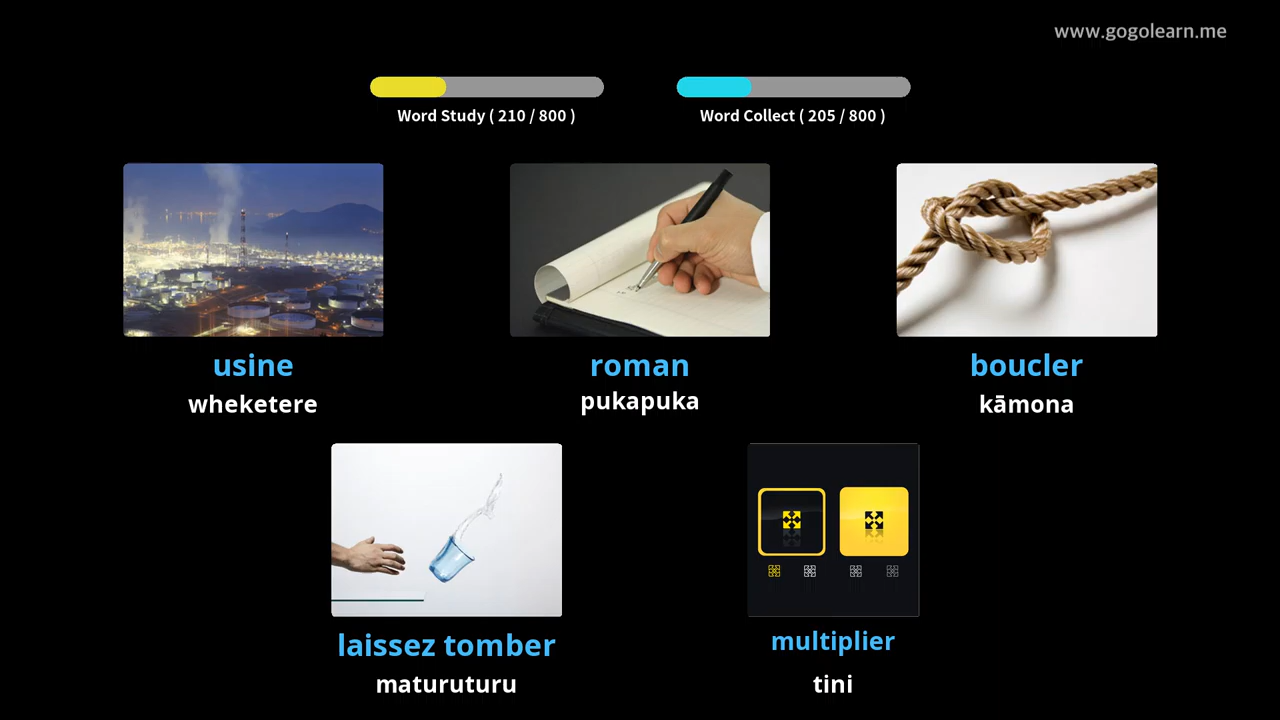 www.gogolearn.me
Word Study ( 210 / 800 )
Word Collect ( 205 / 800 )
usine
roman
boucler
wheketere
pukapuka
kāmona
laissez tomber
multiplier
maturuturu
tini